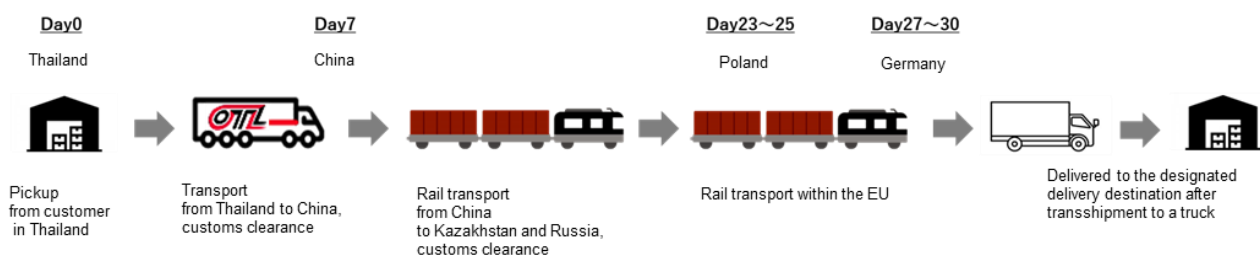 Day0
Day7
Day23～25
Day27～30
Thailand
China
Poland
Germany
OTTL
Pickup
from customer
in Thailand
Transport
from Thailand to China,
customs clearance
Rail transport
from China
to Kazakhstan and Russia,
customs clearance
Rail transport within the EU
Delivered to the designated
delivery destination after
transshipment to a truck